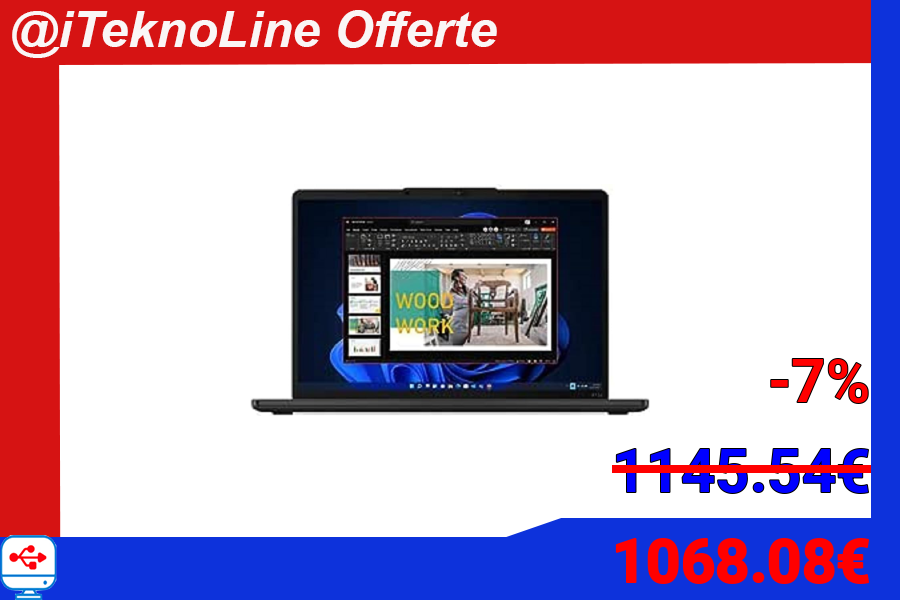 @iTeknoLine Offerte
WOOD
WORK
-7%
1145.54€
1068.08€